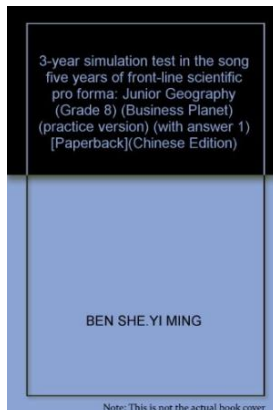 3-year simulation test in the song
five years of front-line scientific
pro forma: Junior Geography
(Grade 8) (Business Planet)
(practice version) (with answer 1)
[Paperback](Chinese Edition)
BEN SHE.YI MING
Note: This is not the actual book cover